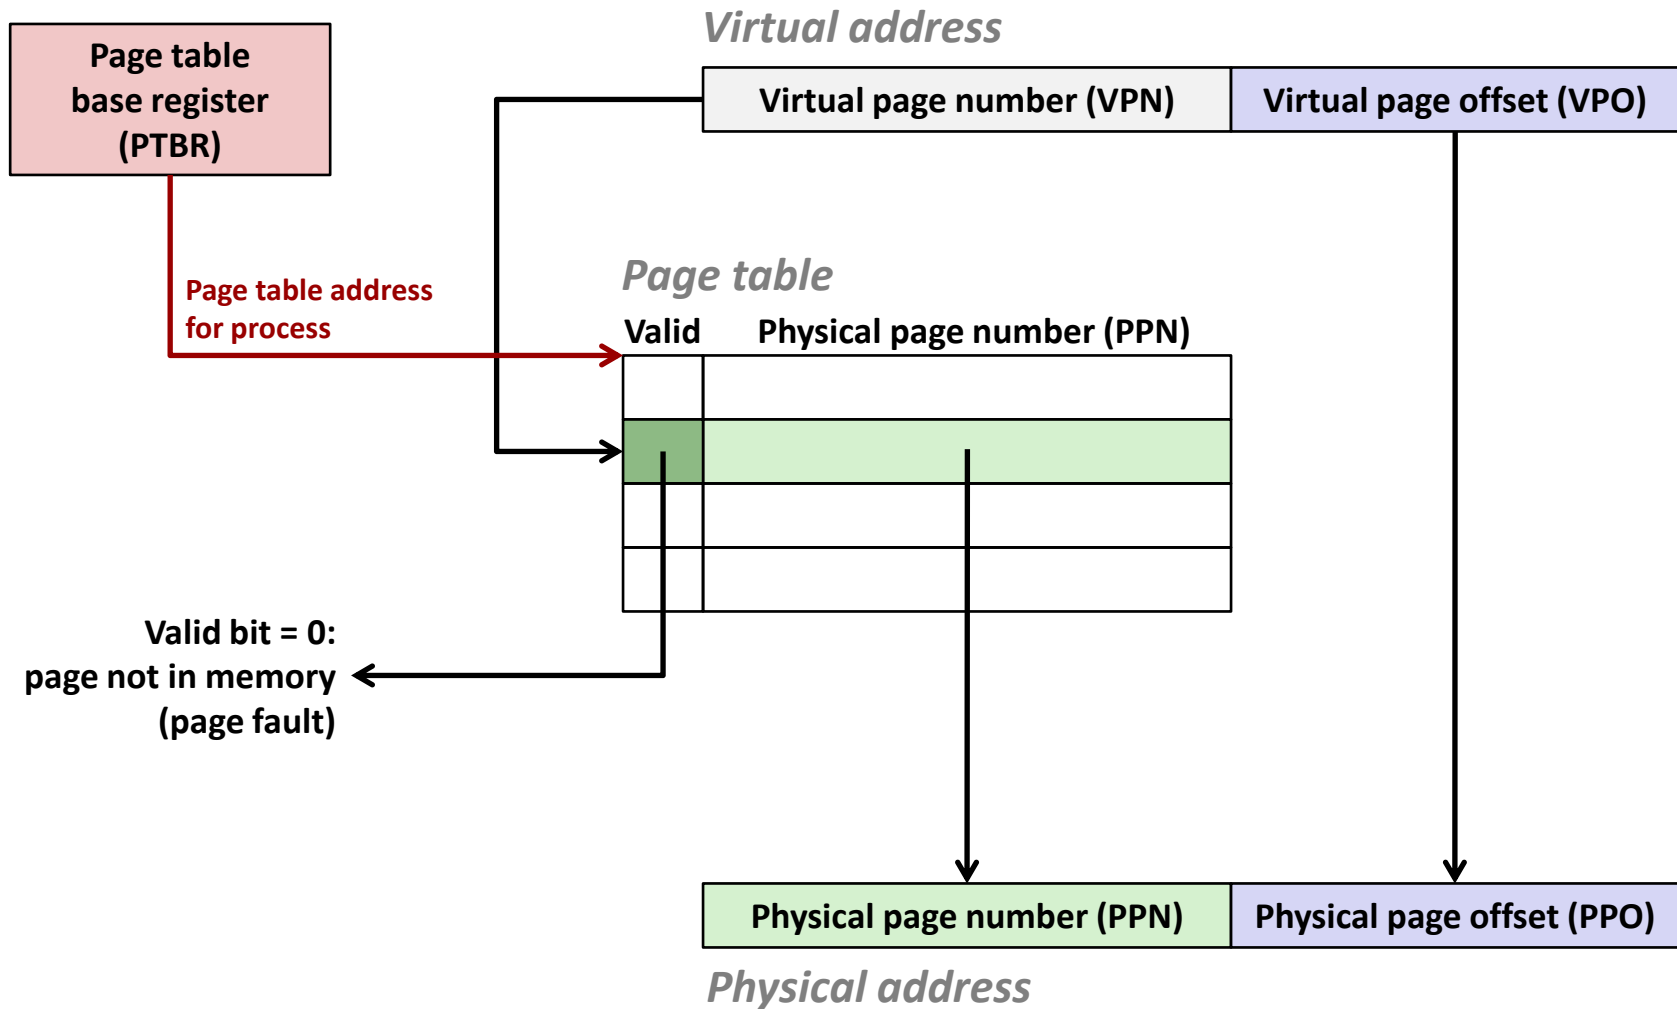 Virtual address
Page table
base register
(PTBR)
Virtual page number (VPN)
Virtual page offset (VPO)
Page table address
for process
Page table
Valid
Physical page number (PPN)
Valid bit = 0:
page not in memory
(page fault)
Physical page number (PPN)
Physical page offset (PPO)
Physical address